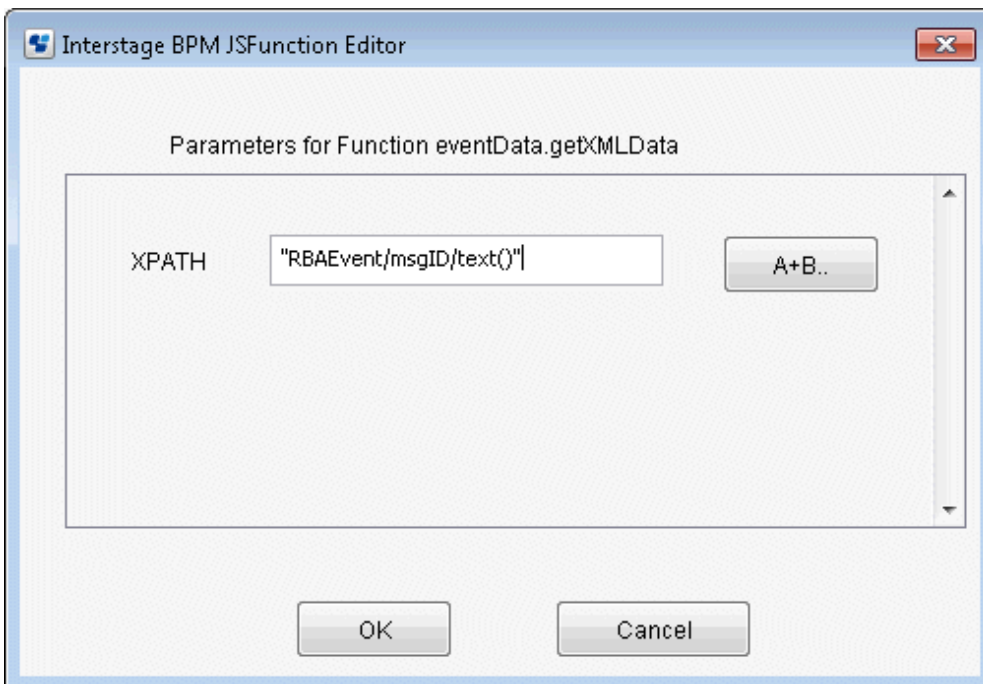 Interstage BPM JSFunction Editor
Parameters for Function eventData.getXMLData
XPATH "RBAEvent/msgID/text()" A+B..
OK Cancel